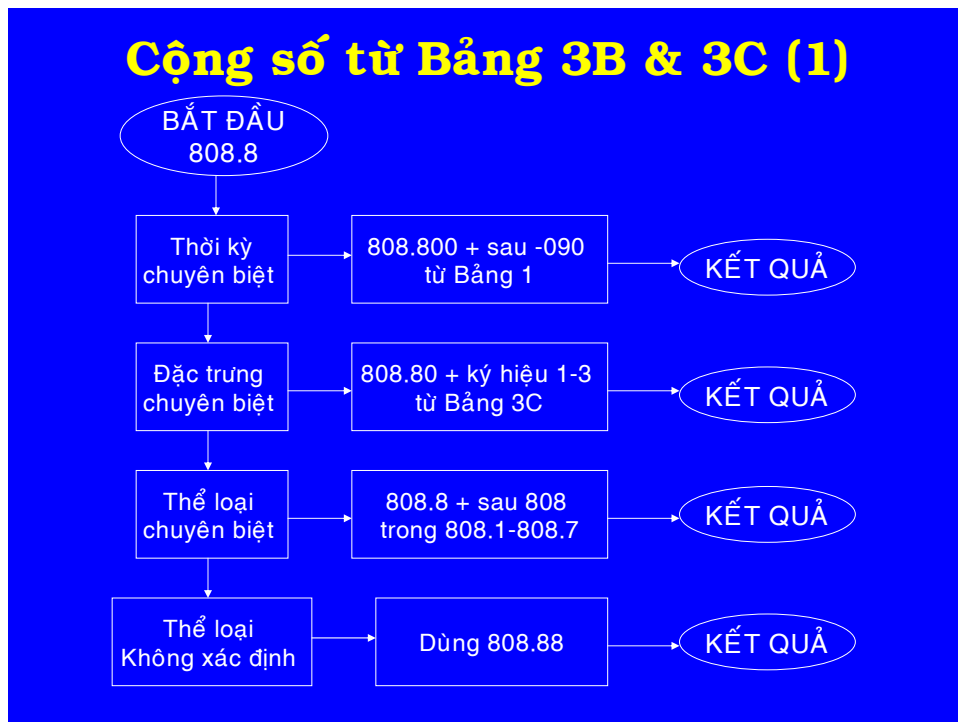 Cộng số từ Bảng 3B & 3C (1)
BẮT ĐẦU
808.8
Thời kỳ
chuyên biệt
808.800 + sau -090
từ Bảng 1
KẾT QUẢ
Đặc trưng
chuyên biệt
808.80 + ký hiệu 1-3
từ Bảng 3C
KẾT QUẢ
Thể loại
chuyên biệt
808.8 + sau 808
trong 808.1-808.7
KẾT QUẢ
Thể loại
Không xác định
Dùng 808.88
KẾT QUẢ